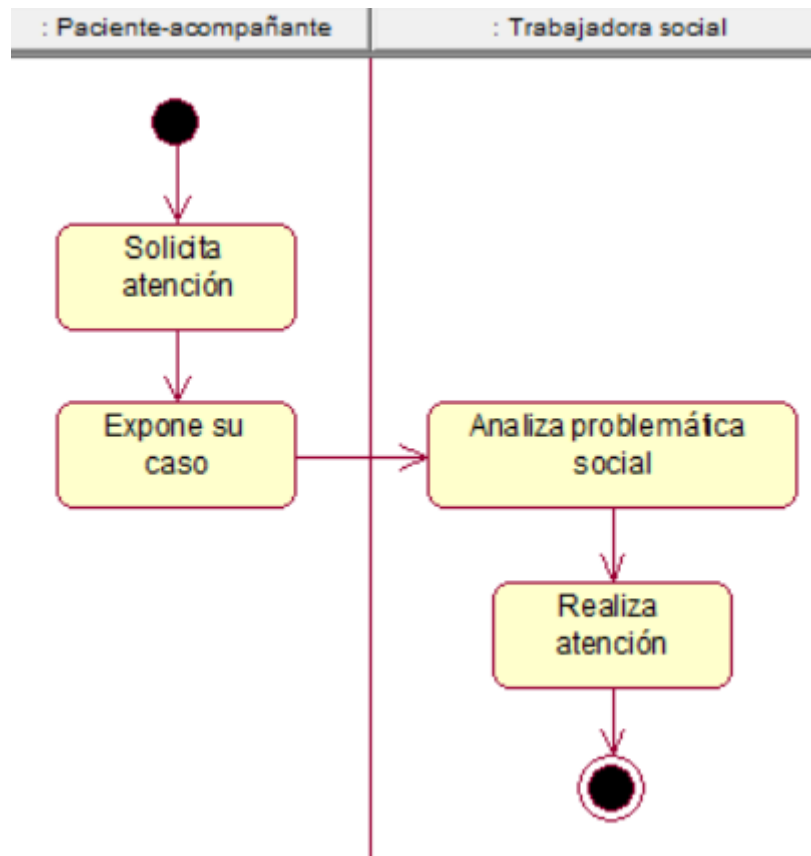 : Paciente-acompañante
: Trabajadora social
Solicita
atención
Expone su
caso
Analiza problemática
social
Realiza
atención